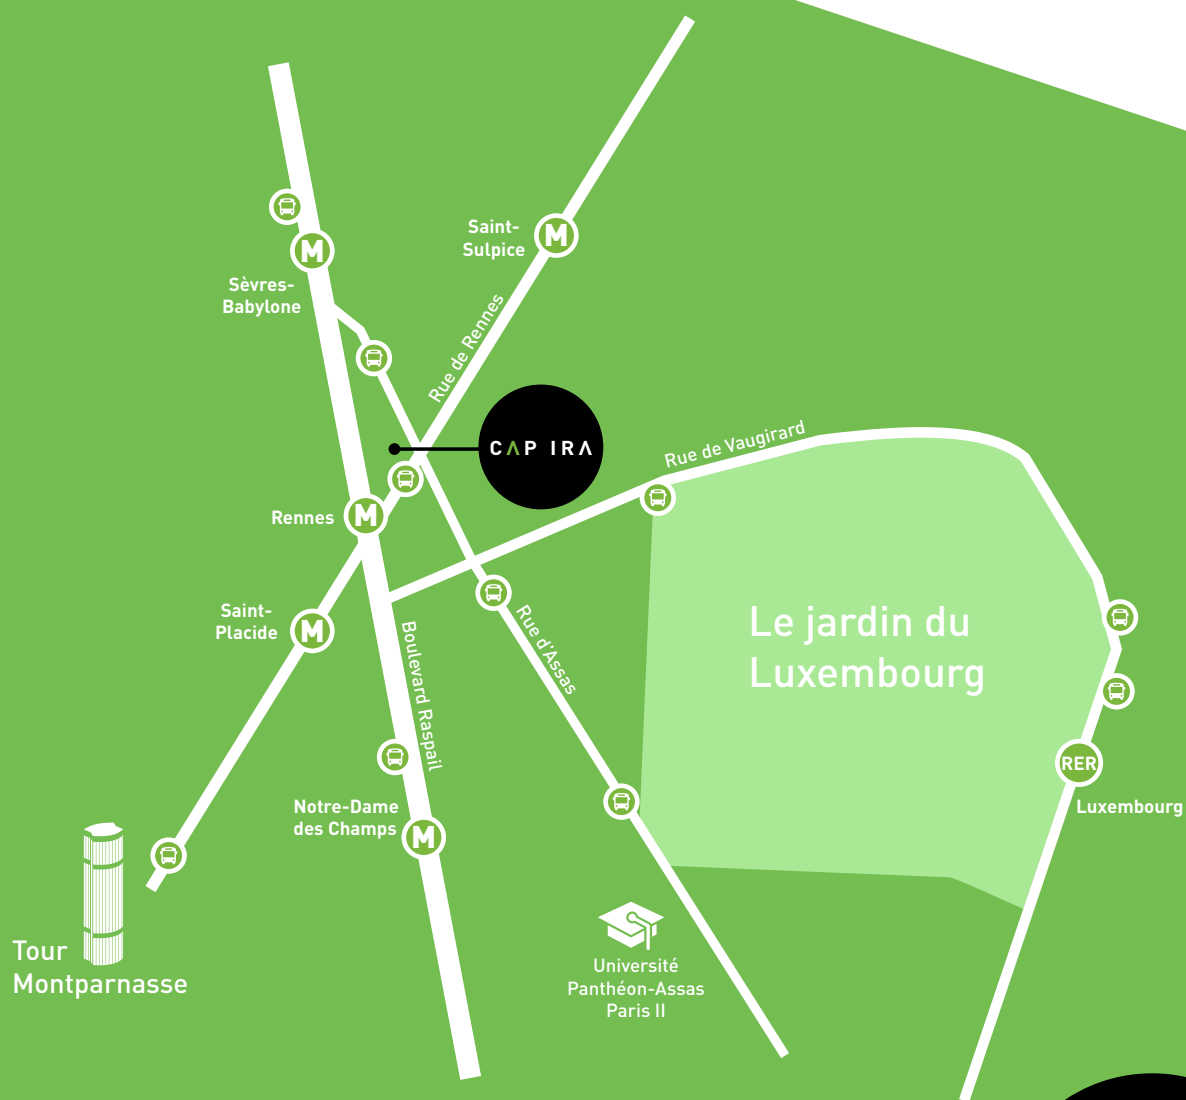 M
Sèvres-
Babylone
Saint-
Sulpice
M
Rue de Rennes
CAP IRA
Rue de Vaugirard
Rennes
M
Saint-
Placide
M
Boulevard Raspail
Rue d'Assas
Le jardin du
Luxembourg
RER
Luxembourg
Notre-Dame
des Champs
M
Tour
Montparnasse
Université
Panthéon-Assas
Paris II